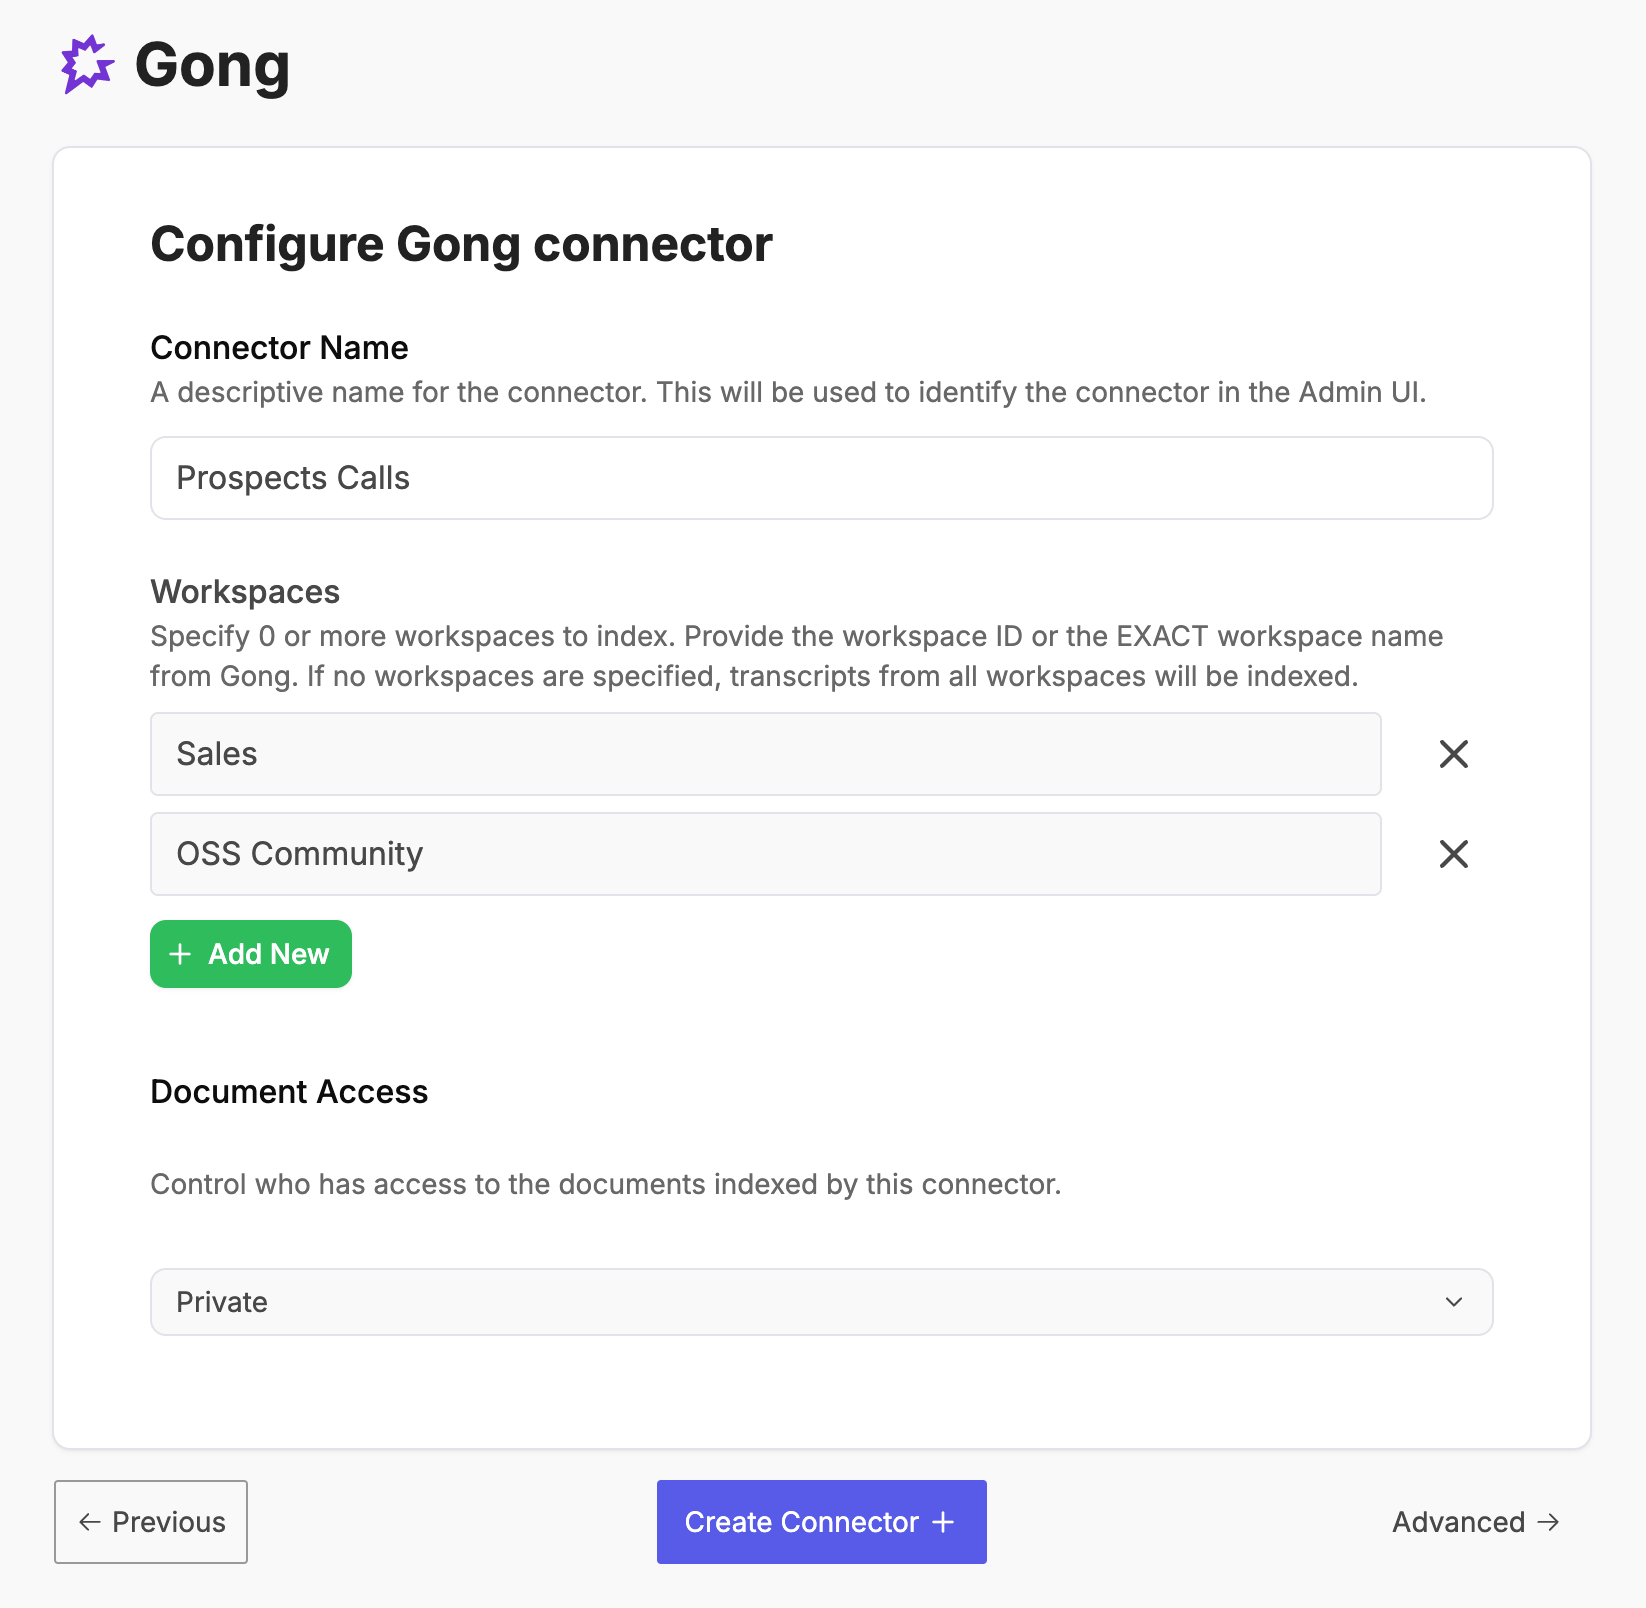 Gong
Configure Gong connector
Connector Name
A descriptive name for the connector. This will be used to identify the connector in the Admin UI.
Prospects Calls
Workspaces
Specify 0 or more workspaces to index. Provide the workspace ID or the EXACT workspace name
from Gong. If no workspaces are specified, transcripts from all workspaces will be indexed.
Sales
OSS Community
+ Add New
Document Access
Control who has access to the documents indexed by this connector.
Private
← Previous
Create Connector +
Advanced →